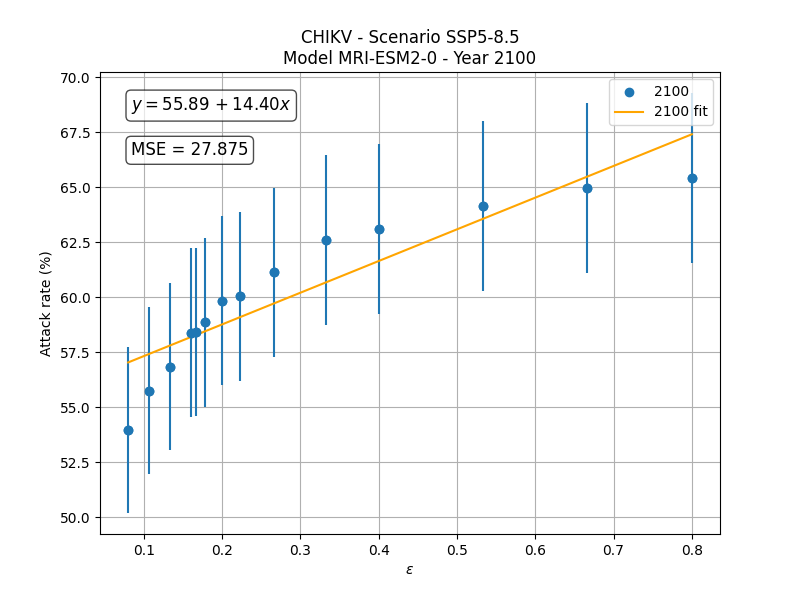 CHIKV - Scenario SSP5-8.5
Model MRI-ESM2-0 - Year 2100
y = 55.89 + 14.40x
MSE = 27.875
2100
2100 fit
Attack rate (%)
70.0
67.5
65.0
62.5
60.0
57.5
55.0
52.5
50.0
0.1 0.2 0.3 0.4 0.5 0.6 0.7 0.8
ε